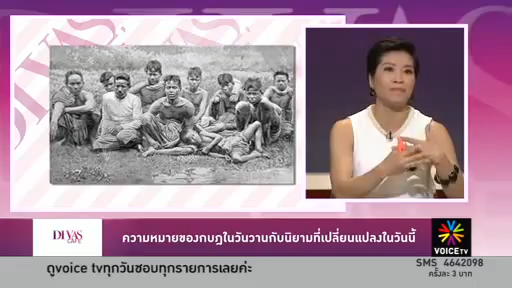 DIVAS
DIVAS
CAFE
ความหมายของกบฏในวันวานกับนิยามที่เปลี่ยนแปลงในวันนี้
VOICE TV
ดูvoice tvทุกวันชอบทุกรายการเลยค่ะ
SMS 4642098
ครั้งละ 3 บาท